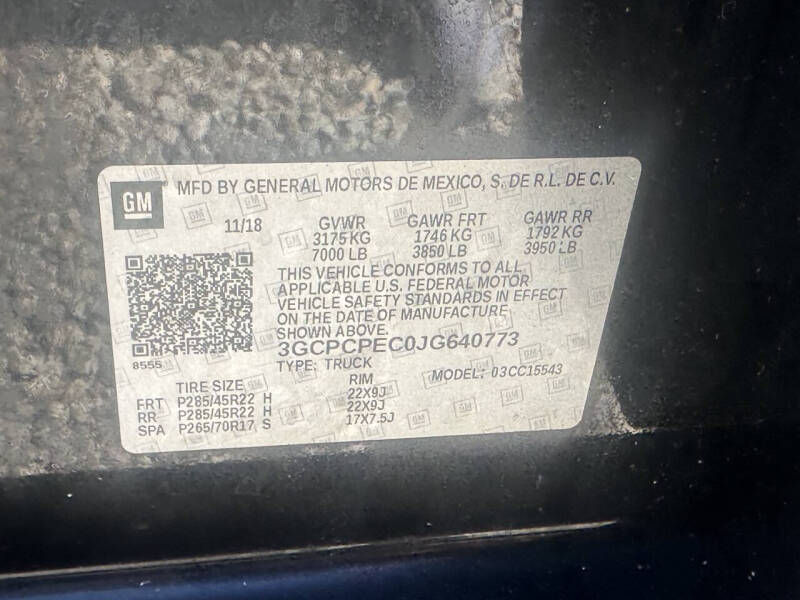 GM
MFD BY GENERAL MOTORS DE MEXICO, S. DE R.L. DE C.V.
11/18 GVWR GAWR FRT GAWR RR
3175 KG 1746 KG 1792 KG
7000 LB 3850 LB 3950 LB
THIS VEHICLE CONFORMS TO ALL
APPLICABLE U.S. FEDERAL MOTOR
VEHICLE SAFETY STANDARDS IN EFFECT
ON THE DATE OF MANUFACTURE
SHOWN ABOVE.
3GCPCPEC0JG640773
8555
TYPE: TRUCK MODEL: 03CC15543
TIRE SIZE RIM
FRT P285/45R22 H 22X9J
RR P285/45R22 H 22X9J
SPA P265/70R17 S 17X7.5J